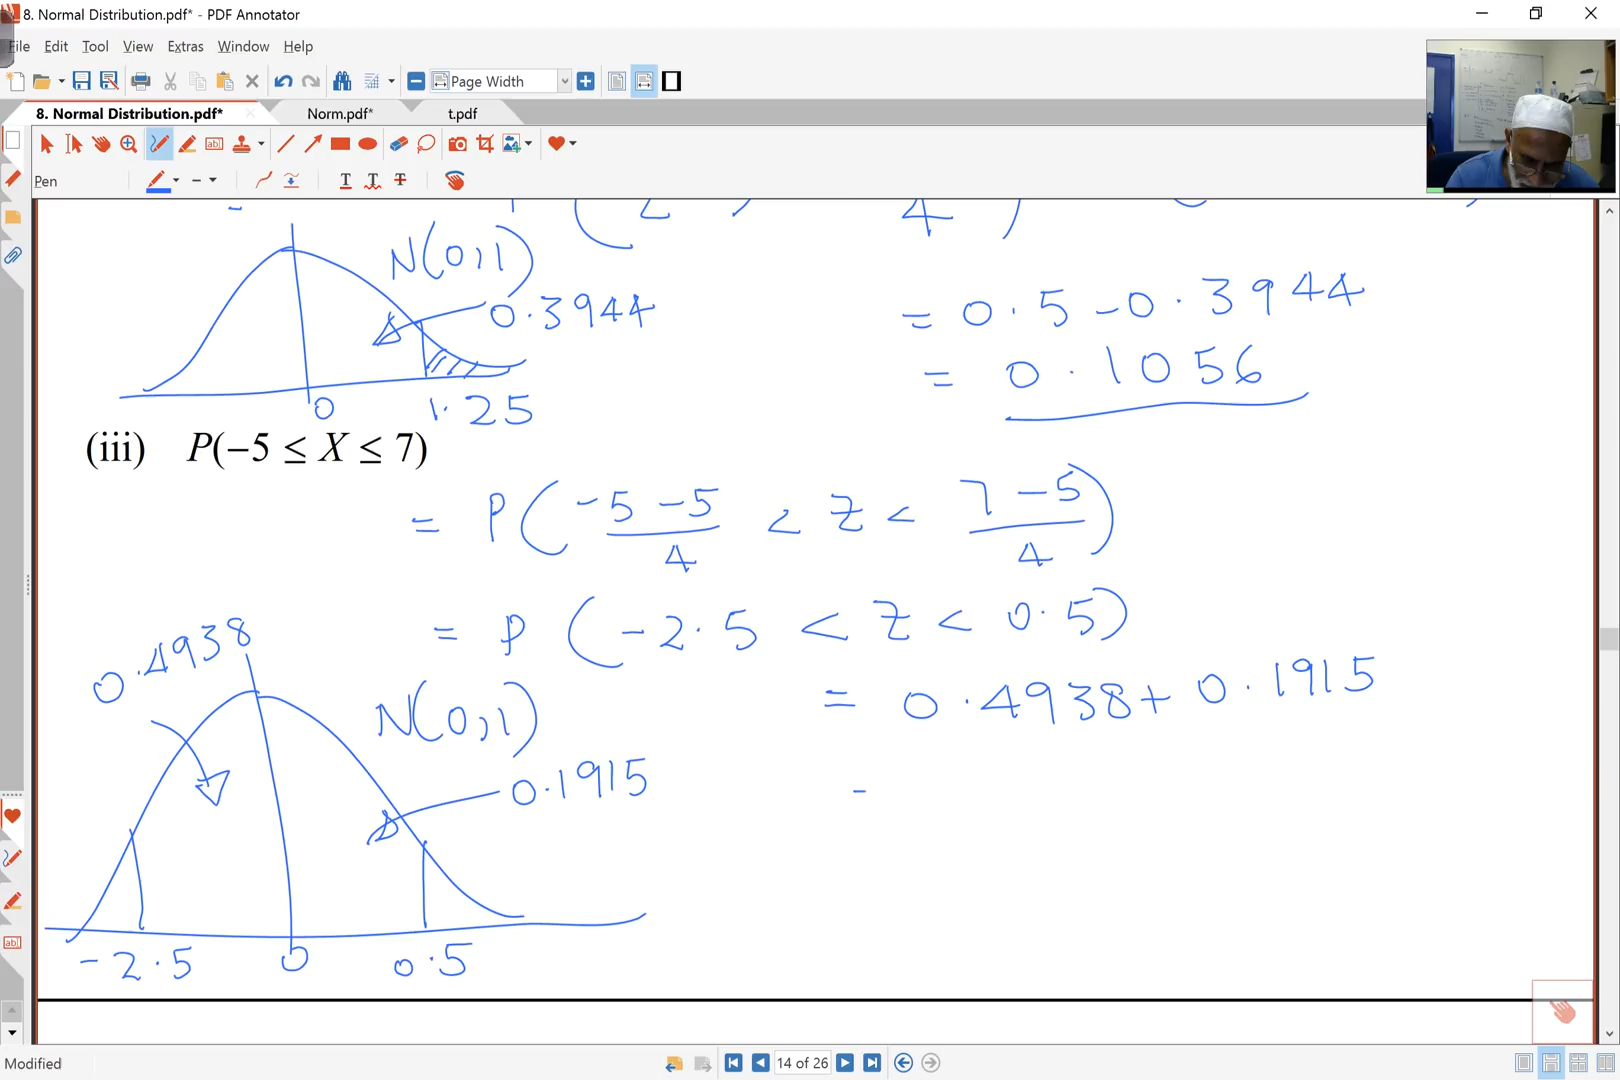 8. Normal Distribution.pdf* - PDF Annotator
File Edit Tool View Extras Window Help
Page Width
8. Normal Distribution.pdf* Norm.pdf* t.pdf
Pen
2 4
N(0,1)
0.3944
= 0.5 - 0.3944
= 0.1056
0 1.25
(iii) P(−5 ≤ X ≤ 7)
= P(-5-5/4 < Z < 7-5/4)
= P (-2.5 < Z < 0.5)
0.4938
= 0.4938 + 0.1915
N(0,1)
0.1915
-
-2.5 0 0.5
Modified
14 of 26